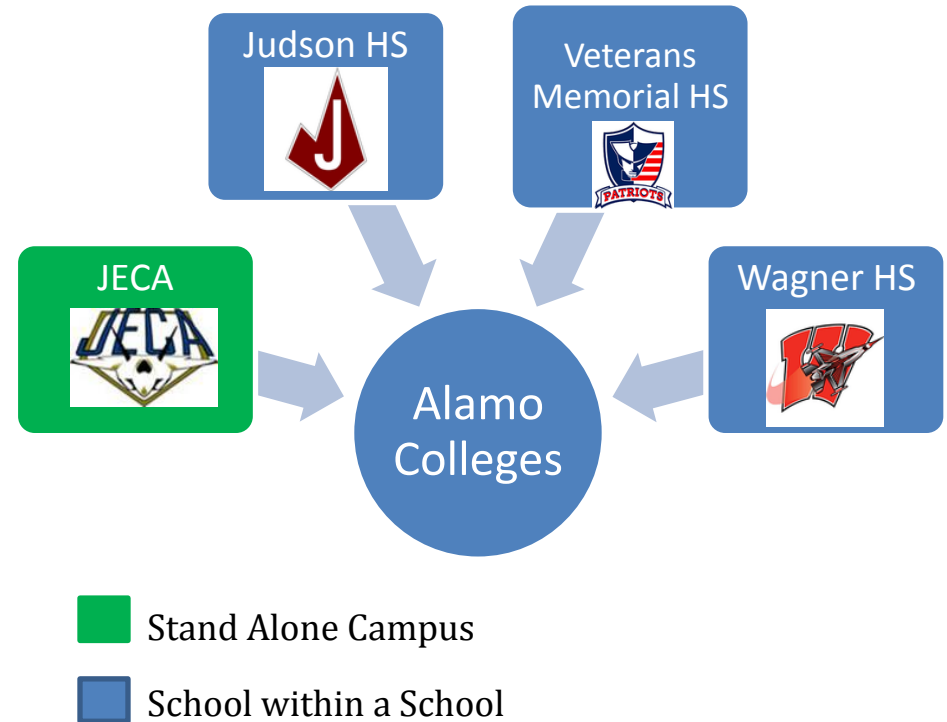 Judson HS
J
Veterans
Memorial HS
PATRIOTS
JECA
JECA
Wagner HS
W
Alamo
Colleges
Stand Alone Campus
School within a School